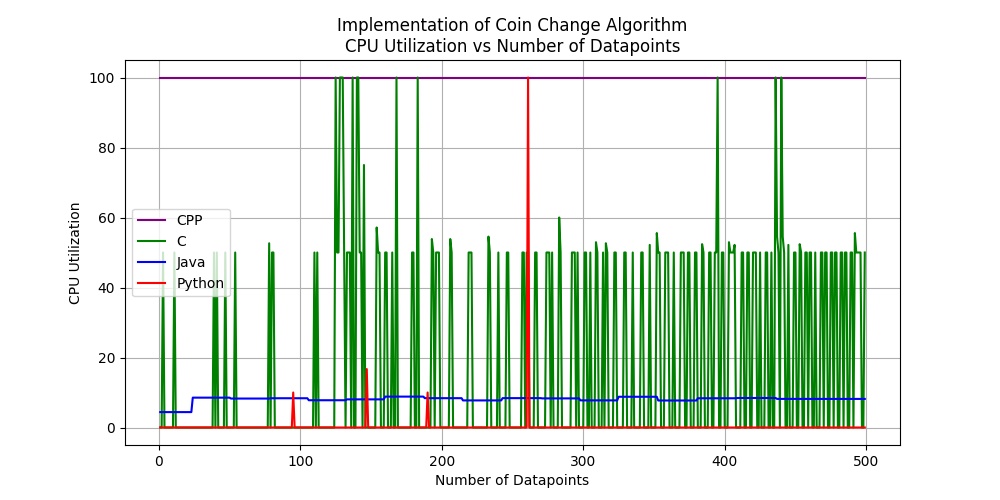 Implementation of Coin Change Algorithm
CPU Utilization vs Number of Datapoints
CPU Utilization
100
80
60
40
20
0
CPP
C
Java
Python
0 100 200 300 400 500
Number of Datapoints